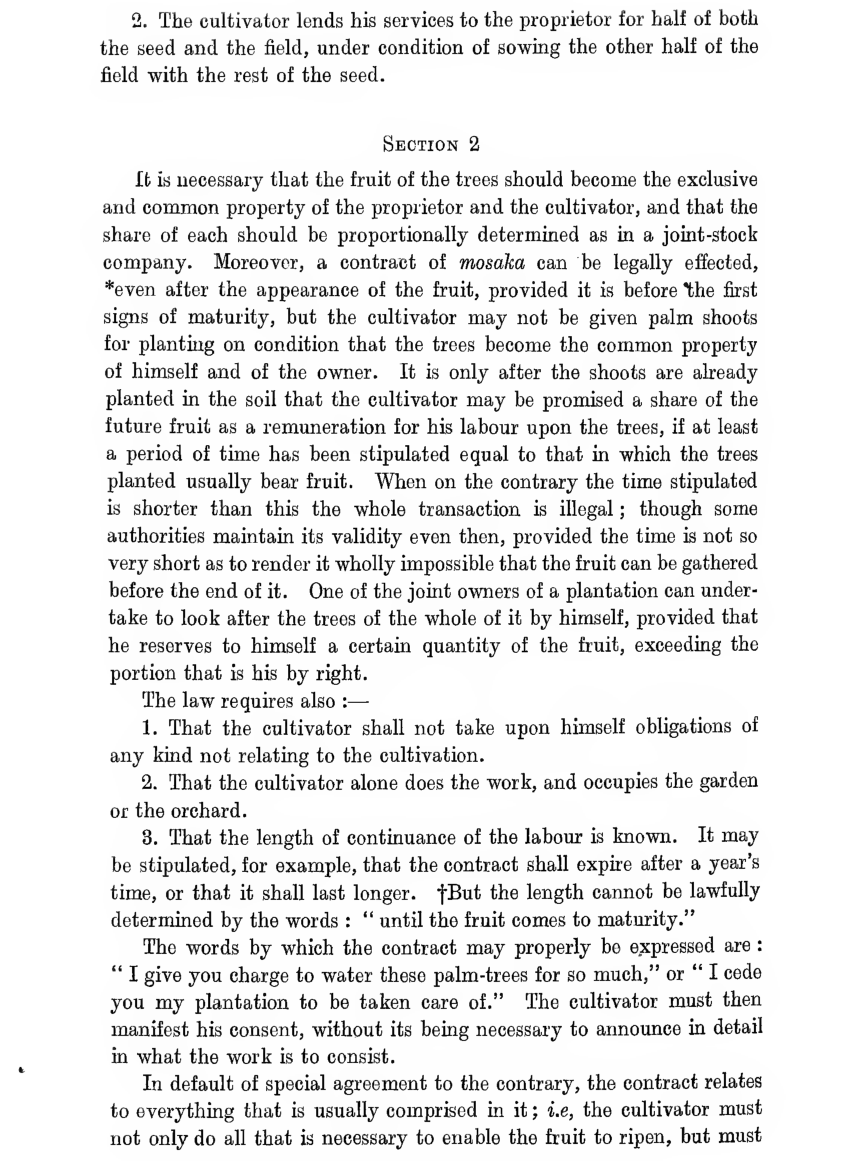 2. The cultivator lends his services to the proprietor for half of both
the seed and the field, under condition of sowing the other half of the
field with the rest of the seed.
SECTION 2
It is necessary that the fruit of the trees should become the exclusive
and common property of the proprietor and the cultivator, and that the
share of each should be proportionally determined as in a joint-stock
company. Moreover, a contract of mosaka can be legally effected,
*even after the appearance of the fruit, provided it is before the first
signs of maturity, but the cultivator may not be given palm shoots
for planting on condition that the trees become the common property
of himself and of the owner. It is only after the shoots are already
planted in the soil that the cultivator may be promised a share of the
future fruit as a remuneration for his labour upon the trees, if at least
a period of time has been stipulated equal to that in which the trees
planted usually bear fruit. When on the contrary the time stipulated
is shorter than this the whole transaction is illegal ; though some
authorities maintain its validity even then, provided the time is not so
very short as to render it wholly impossible that the fruit can be gathered
before the end of it. One of the joint owners of a plantation can under-
take to look after the trees of the whole of it by himself, provided that
he reserves to himself a certain quantity of the fruit, exceeding the
portion that is his by right.
The law requires also :—
1. That the cultivator shall not take upon himself obligations of
any kind not relating to the cultivation.
2. That the cultivator alone does the work, and occupies the garden
or the orchard.
3. That the length of continuance of the labour is known. It may
be stipulated, for example, that the contract shall expire after a year's
time, or that it shall last longer. †But the length cannot be lawfully
determined by the words : “ until the fruit comes to maturity.”
The words by which the contract may properly be expressed are :
“ I give you charge to water these palm-trees for so much,” or “ I cede
you my plantation to be taken care of.” The cultivator must then
manifest his consent, without its being necessary to announce in detail
in what the work is to consist.
In default of special agreement to the contrary, the contract relates
to everything that is usually comprised in it ; i.e, the cultivator must
not only do all that is necessary to enable the fruit to ripen, but must